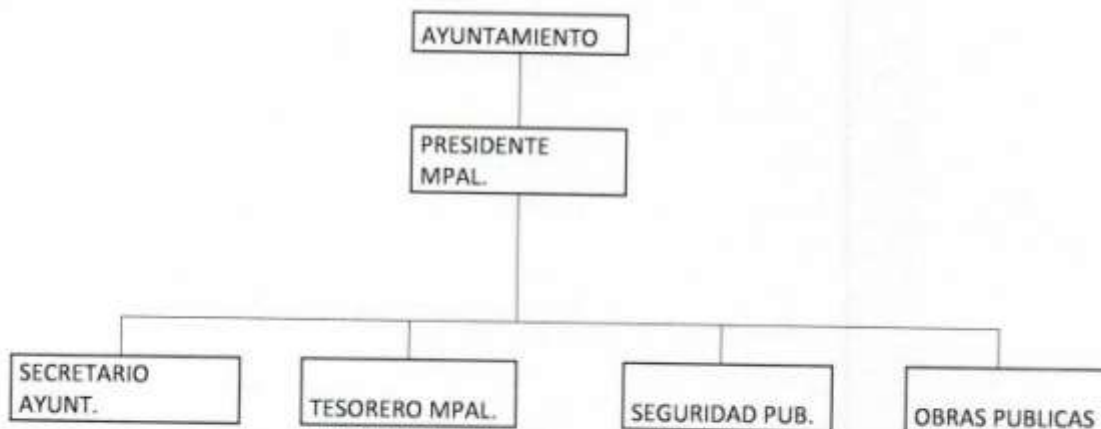 AYUNTAMIENTO
PRESIDENTE
MPAL.
SECRETARIO
AYUNT.
TESORERO MPAL.
SEGURIDAD PUB.
OBRAS PUBLICAS